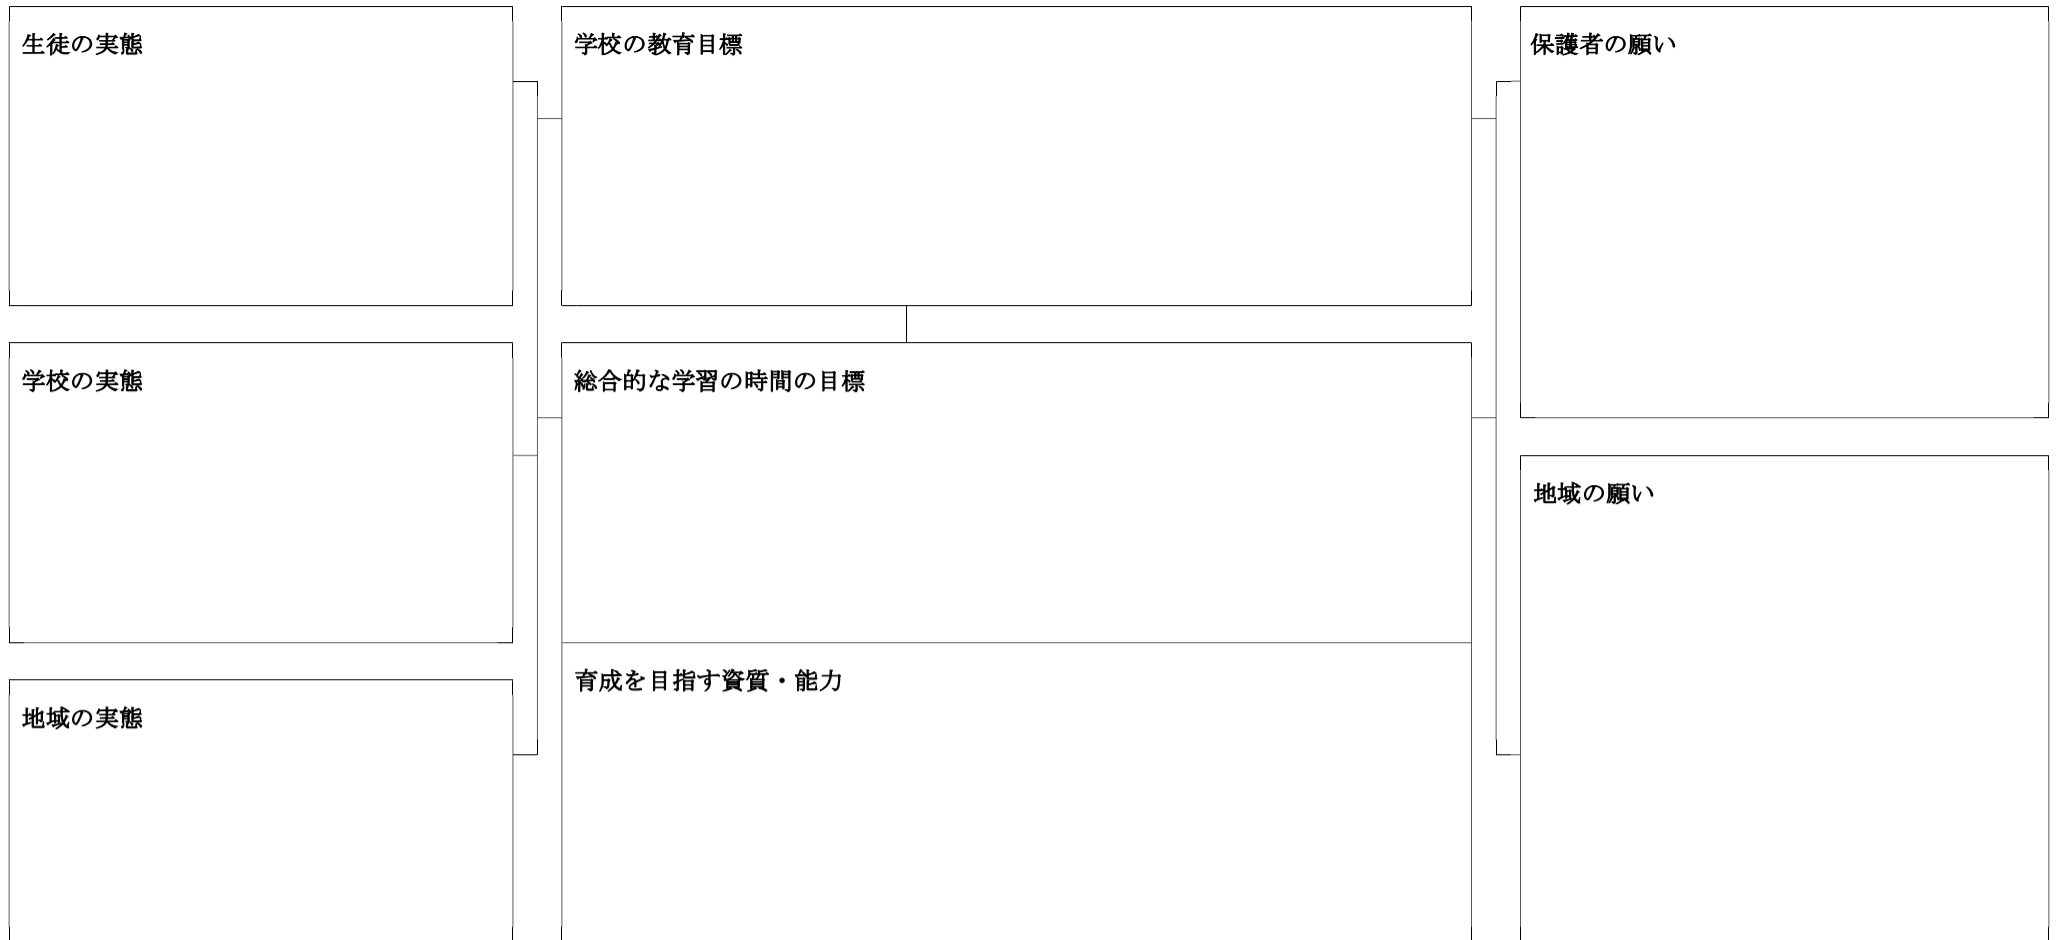 生徒の実態
学校の教育目標
保護者の願い
学校の実態
総合的な学習の時間の目標
地域の願い
育成を目指す資質・能力
地域の実態